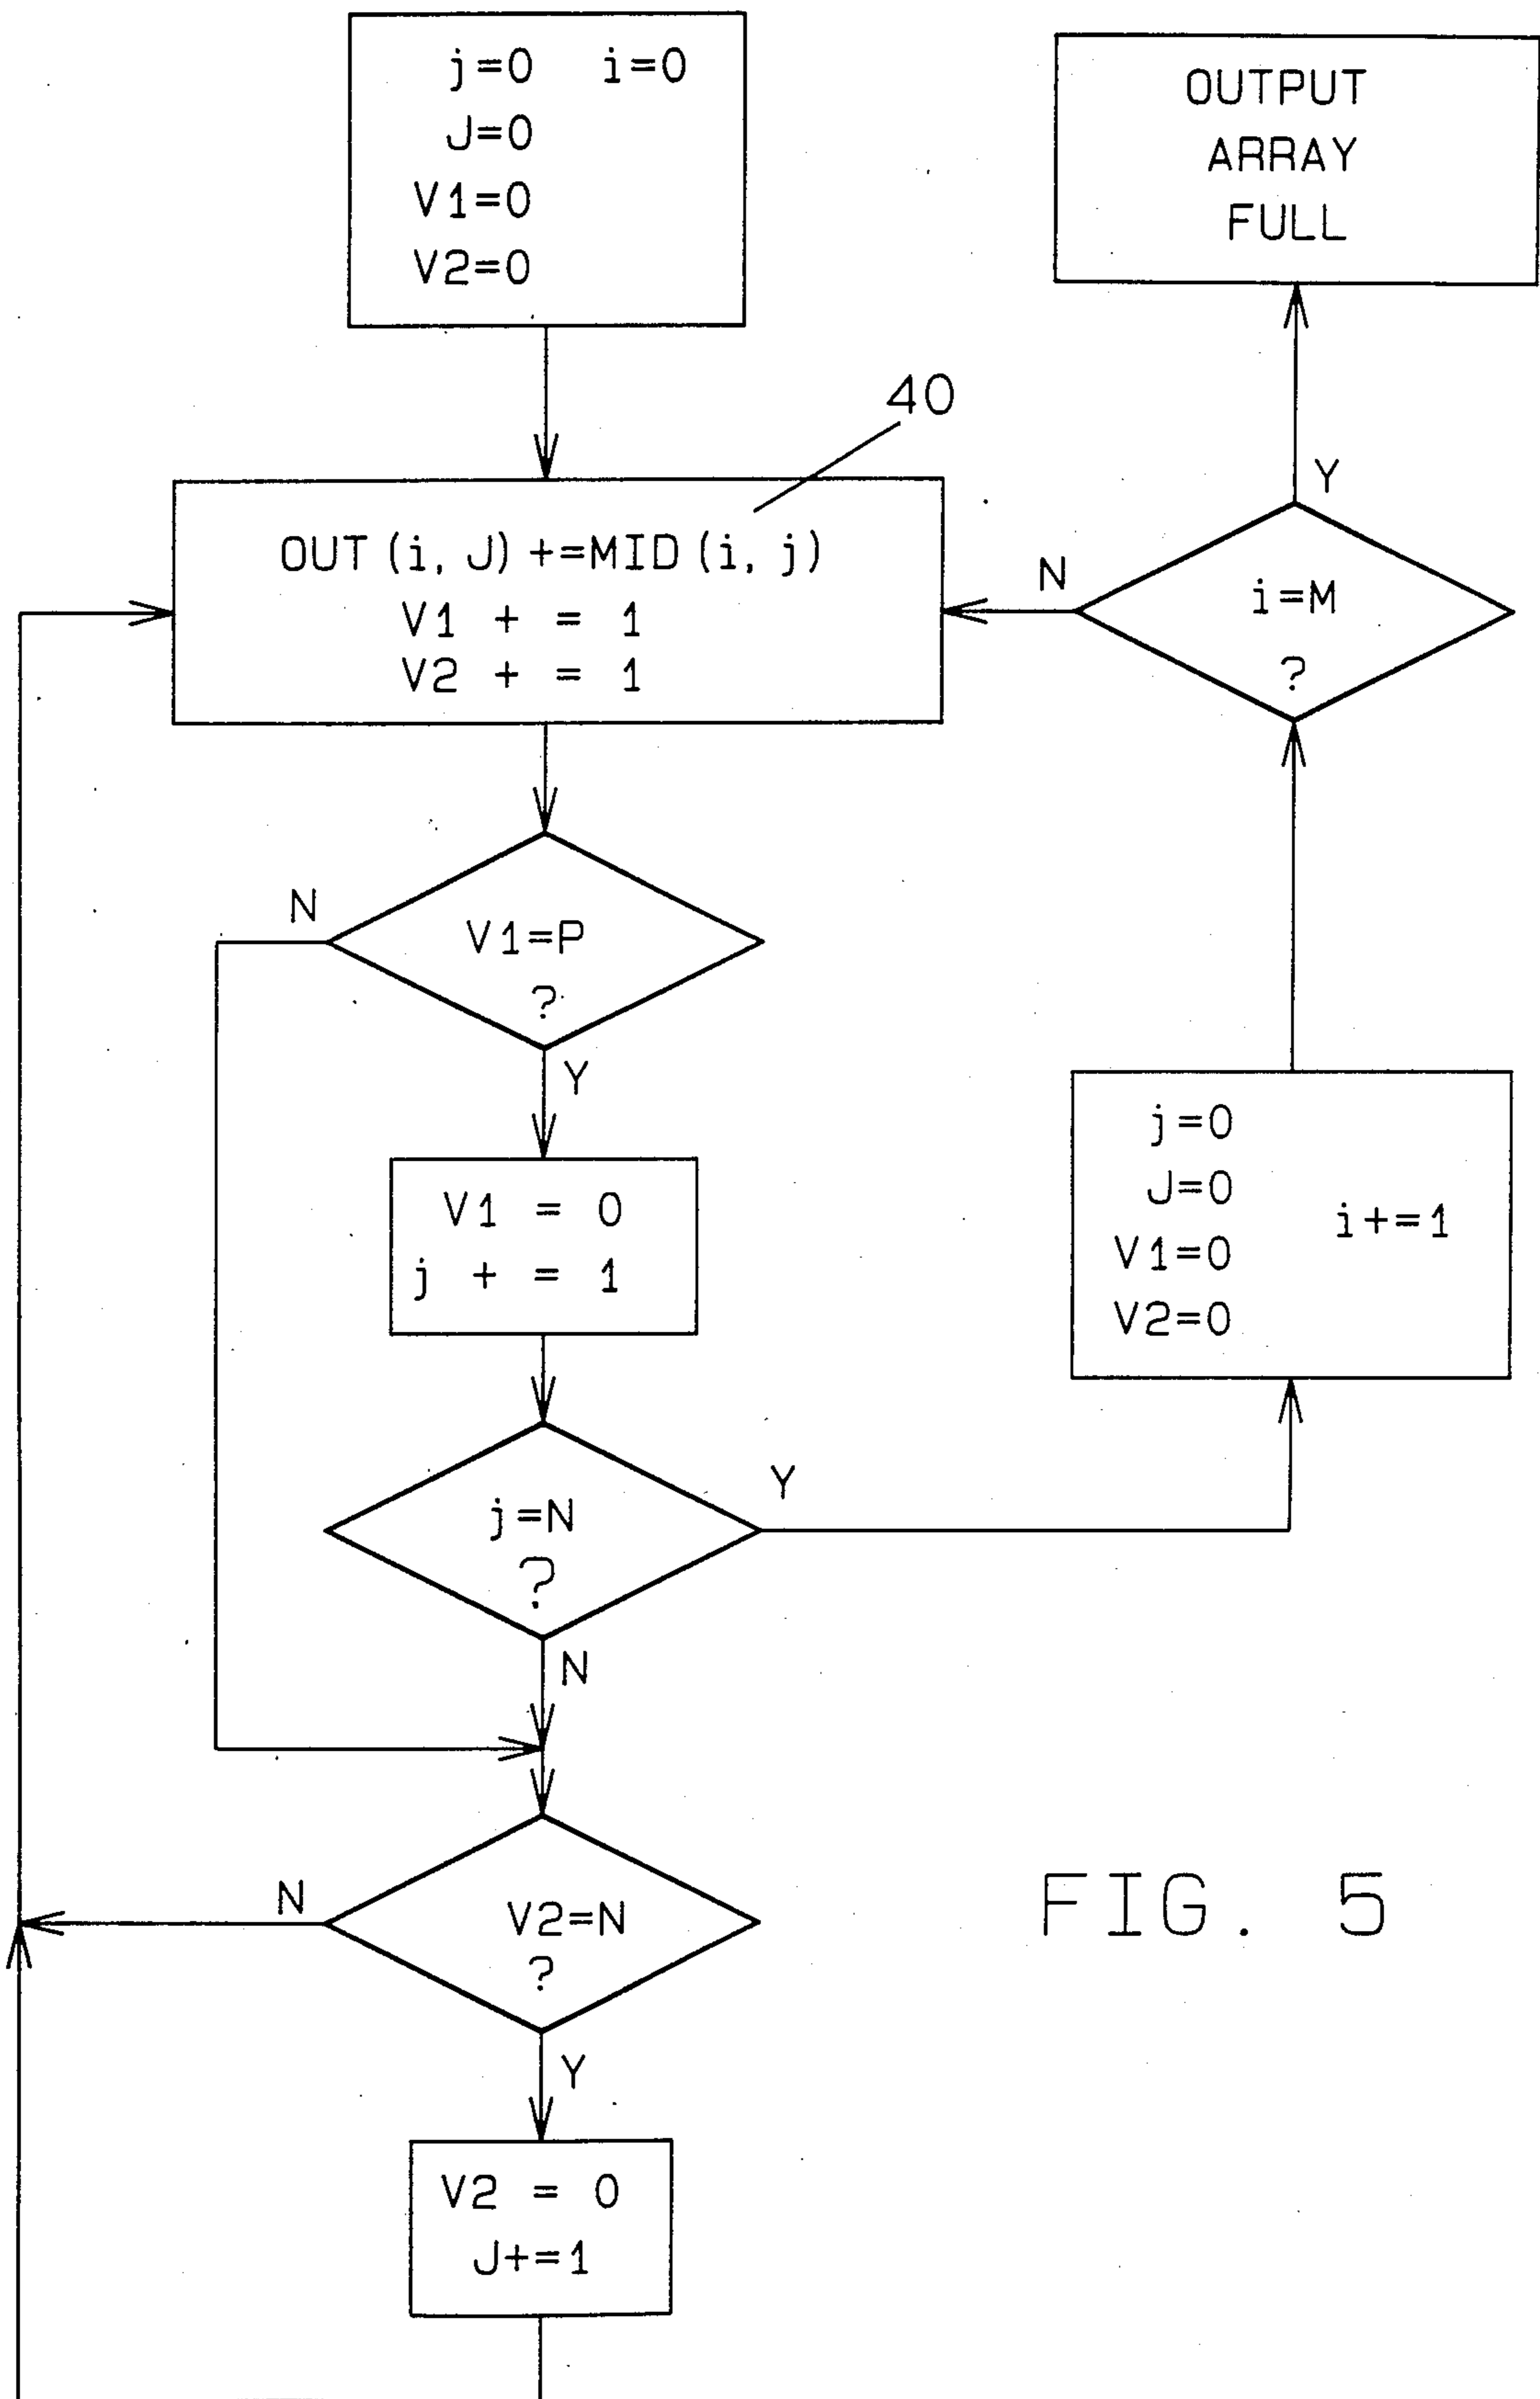 j=0 i=0
J=0
V1=0
V2=0
OUTPUT
ARRAY
FULL
40
OUT (i, J) +=MID (i, j)
V1 + = 1
V2 + = 1
Y
N
i=M
?
N
V1=P
?
Y
V1 = 0
j + = 1
j=0
J=0
V1=0
V2=0
i+=1
j=N
?
Y
N
N
V2=N
?
Y
V2 = 0
J+=1
FIG. 5